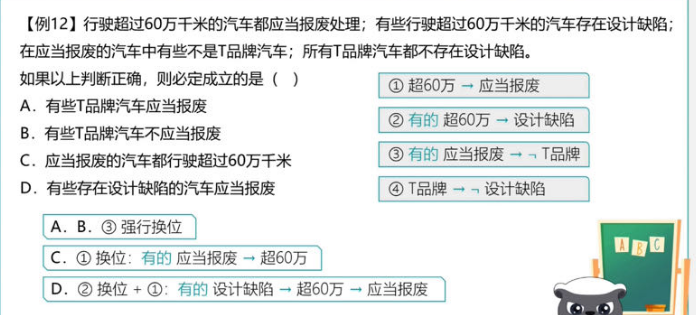 【例12】行驶超过60万千米的汽车都应当报废处理；有些行驶超过60万千米的汽车存在设计缺陷；
在应当报废的汽车中有些不是T品牌汽车；所有T品牌汽车都不存在设计缺陷。
如果以上判断正确，则必定成立的是（　）
A．有些T品牌汽车应当报废
B．有些T品牌汽车不应当报废
C．应当报废的汽车都行驶超过60万千米
D．有些存在设计缺陷的汽车应当报废
① 超60万 → 应当报废
② 有的 超60万 → 设计缺陷
③ 有的 应当报废 → ¬ T品牌
④ T品牌 → ¬ 设计缺陷
A．B．③ 强行换位
C．① 换位：有的 应当报废 → 超60万
D．② 换位 + ①：有的 设计缺陷 → 超60万 → 应当报废
A B C